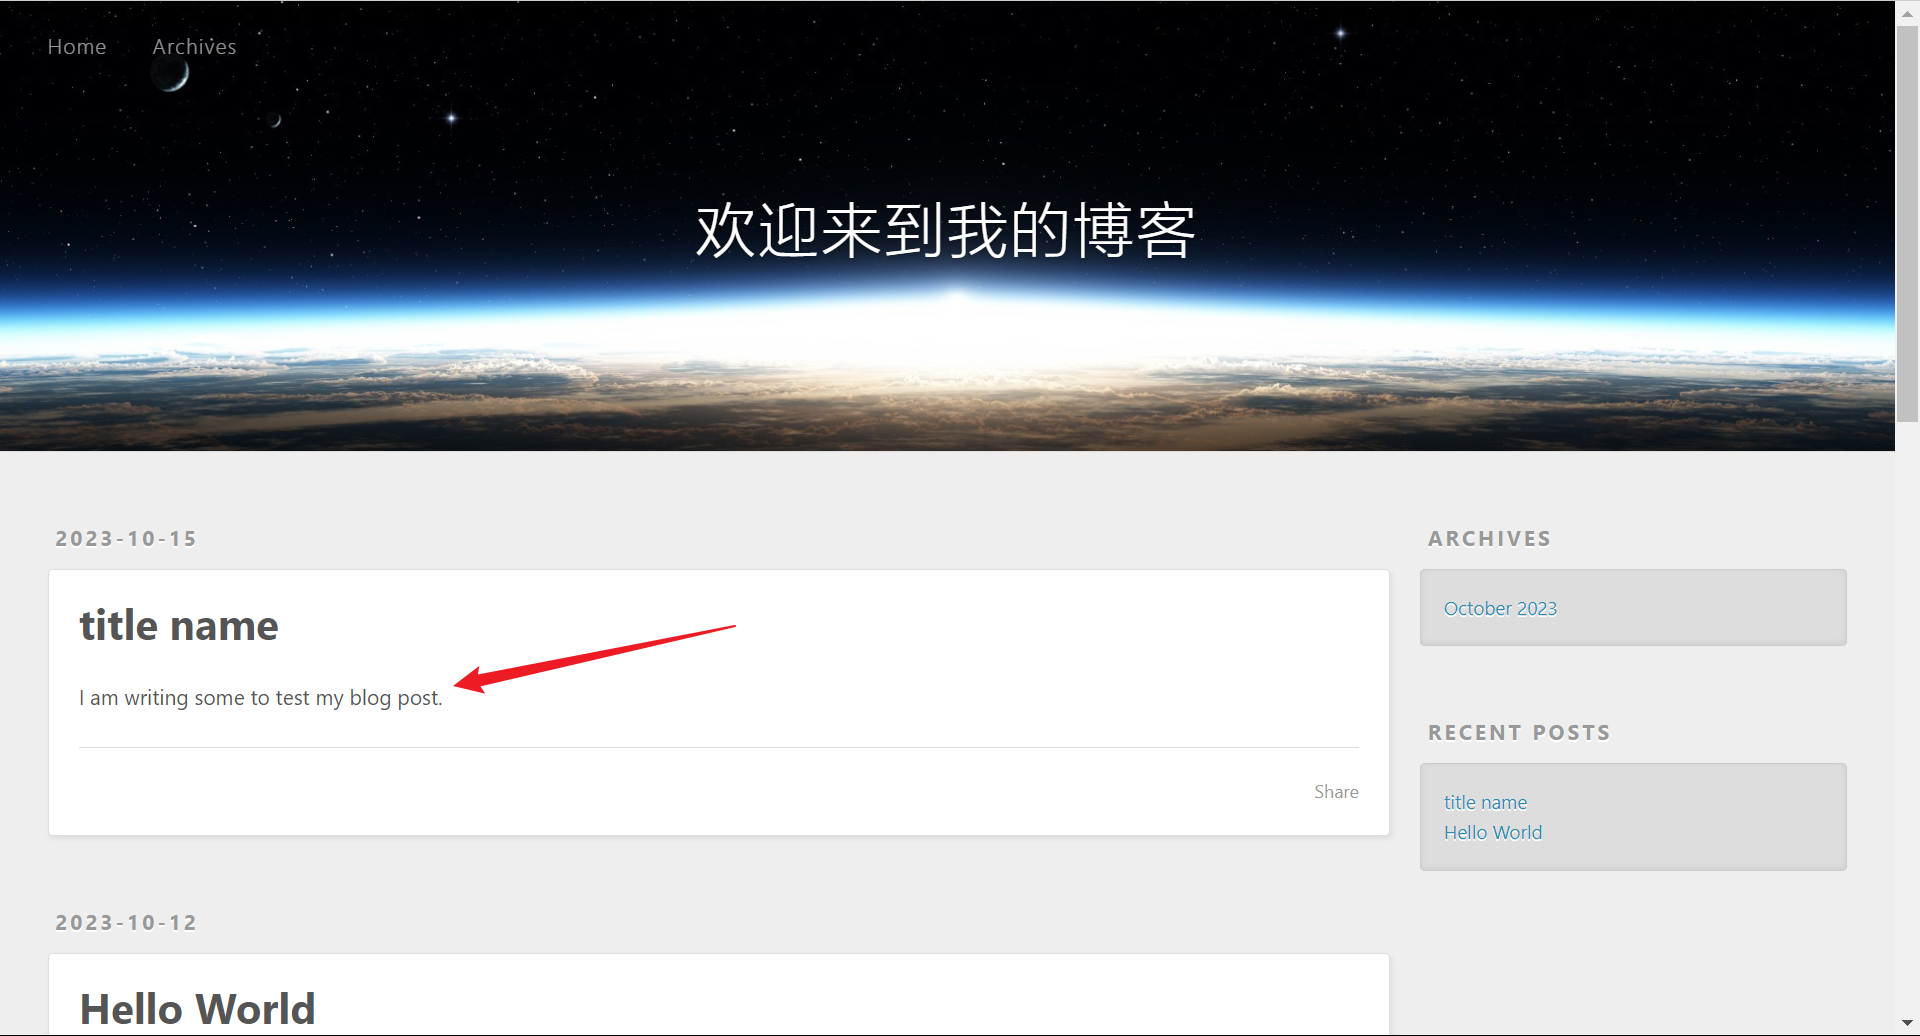 Home Archives
欢迎来到我的博客
2023-10-15
title name
I am writing some to test my blog post.
Share
2023-10-12
Hello World
ARCHIVES
October 2023
RECENT POSTS
title name
Hello World